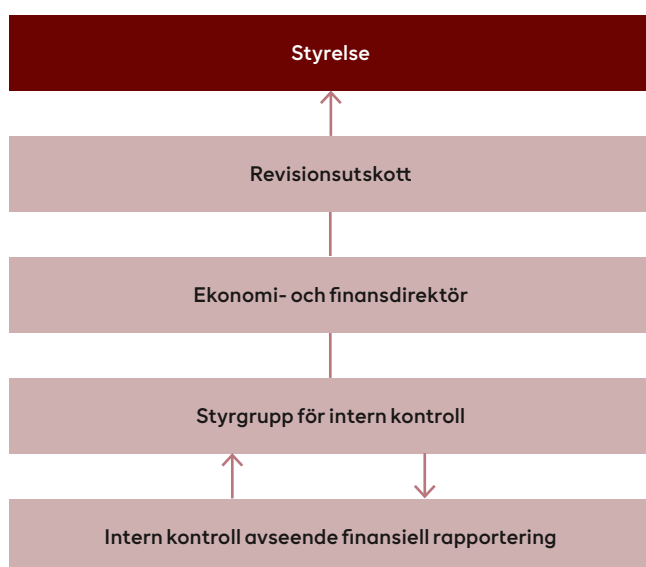 Styrelse
Revisionsutskott
Ekonomi- och finansdirektör
Styrgrupp för intern kontroll
Intern kontroll avseende finansiell rapportering